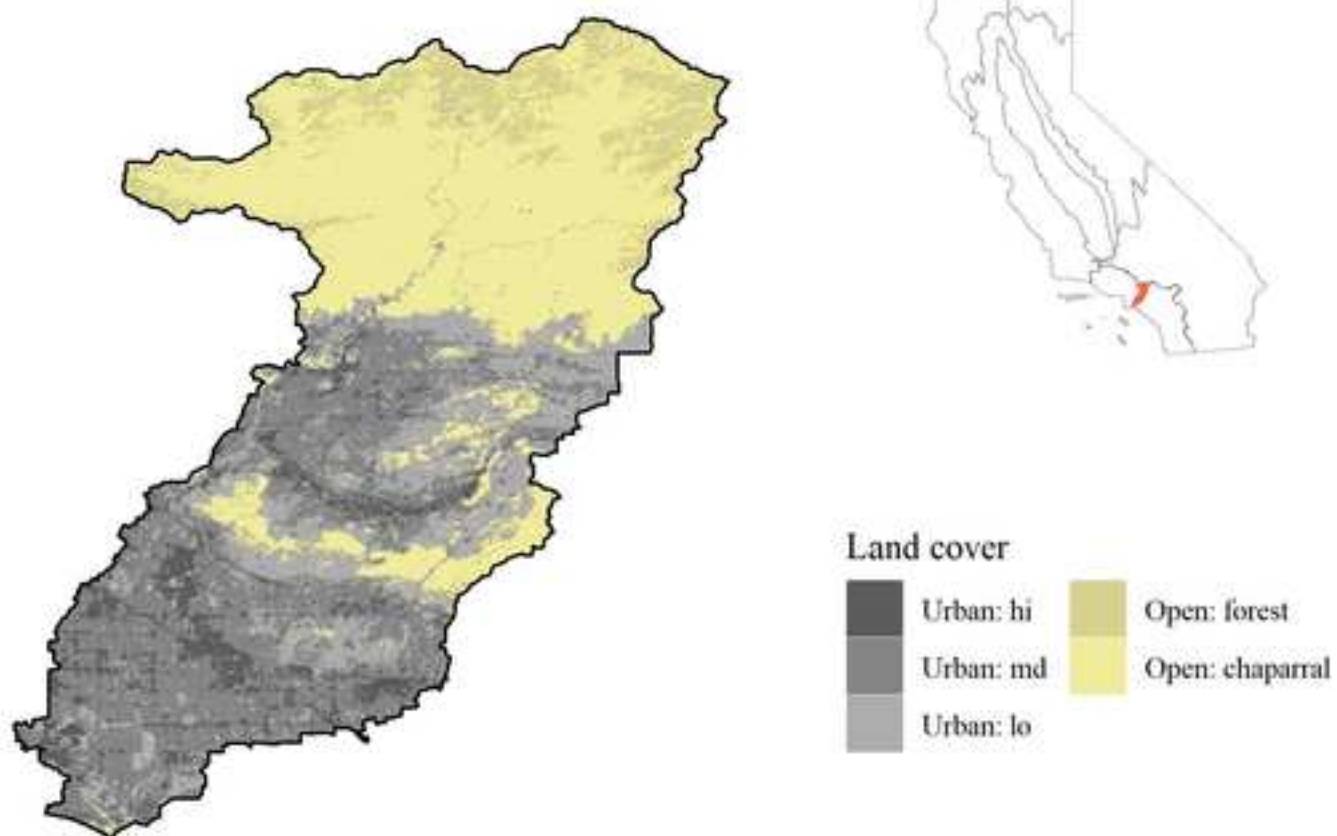 Land cover
Urban: hi
Urban: md
Urban: lo
Open: forest
Open: chaparral